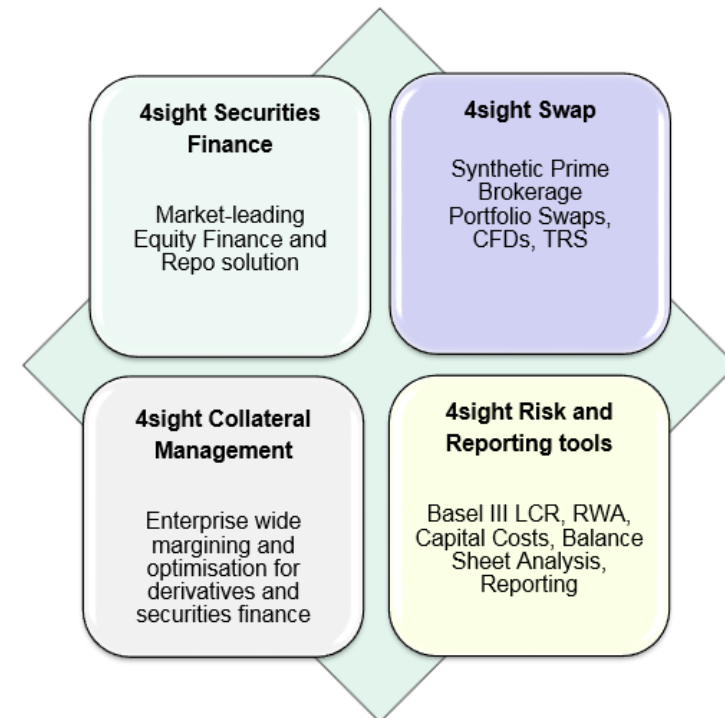 4sight Securities
Finance
Market-leading
Equity Finance and
Repo solution
4sight Swap
Synthetic Prime
Brokerage
Portfolio Swaps,
CFDs, TRS
4sight Collateral
Management
Enterprise wide
margining and
optimisation for
derivatives and
securities finance
4sight Risk and
Reporting tools
Basel III LCR, RWA,
Capital Costs, Balance
Sheet Analysis,
Reporting